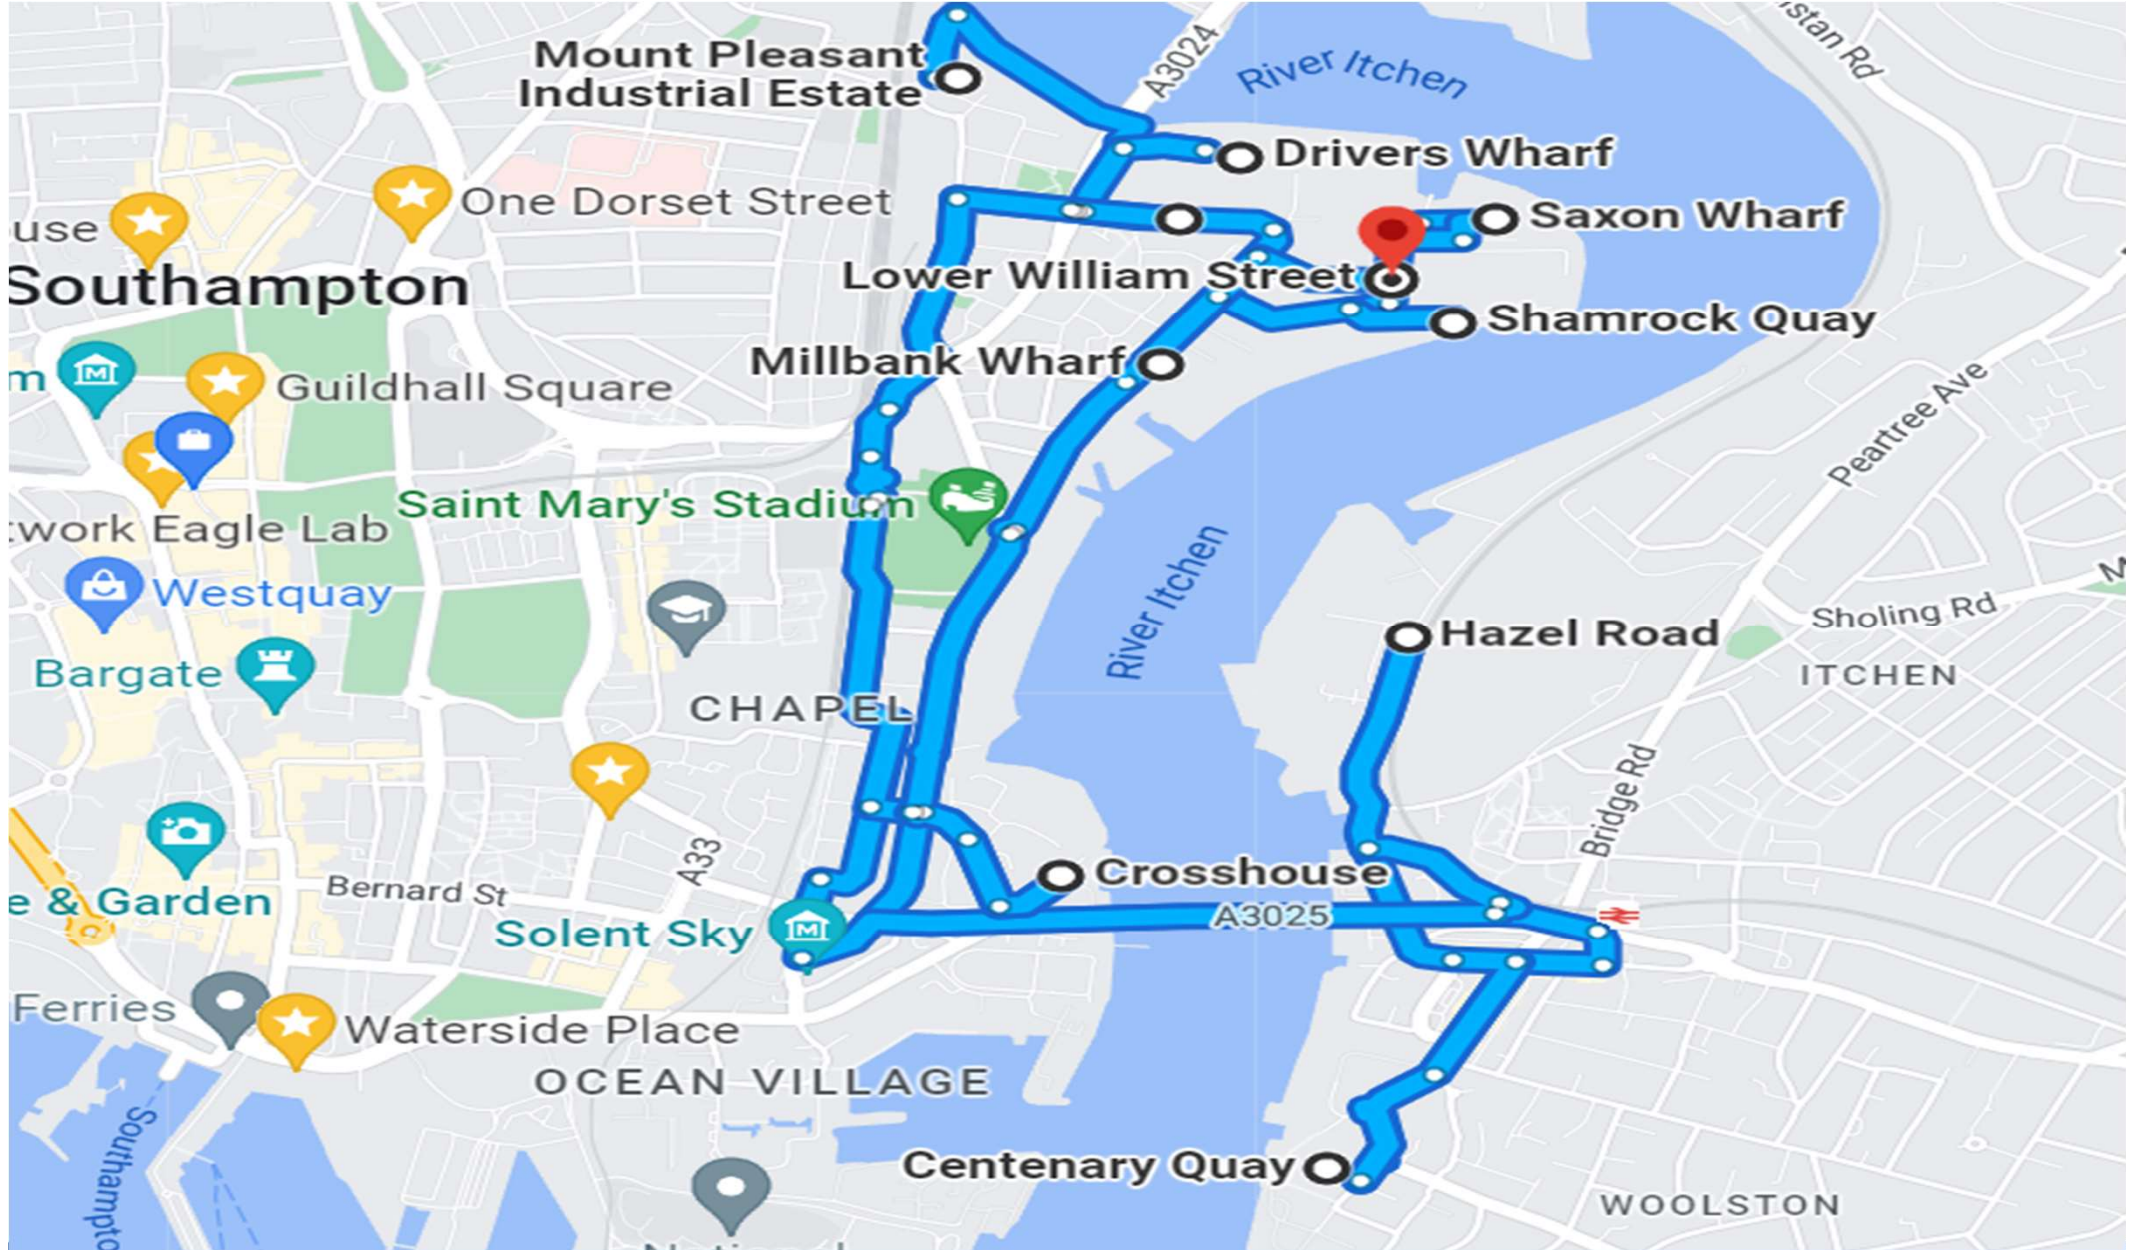 Mount Pleasant
Industrial Estate
A3024
River Itchen
Drivers Wharf
One Dorset Street
Saxon Wharf
use
Southampton
Lower William Street
Shamrock Quay
Millbank Wharf
m
Guildhall Square
Peartree Ave
Saint Mary's Stadium
twork Eagle Lab
Westquay
River Itchen
Sholing Rd
Hazel Road
ITCHEN
Bargate
CHAPEL
Bridge Rd
A33
Crosshouse
Bernard St
e & Garden
A3025
Solent Sky
Ferries
Waterside Place
OCEAN VILLAGE
Southampto
Centenary Quay
WOOLSTON